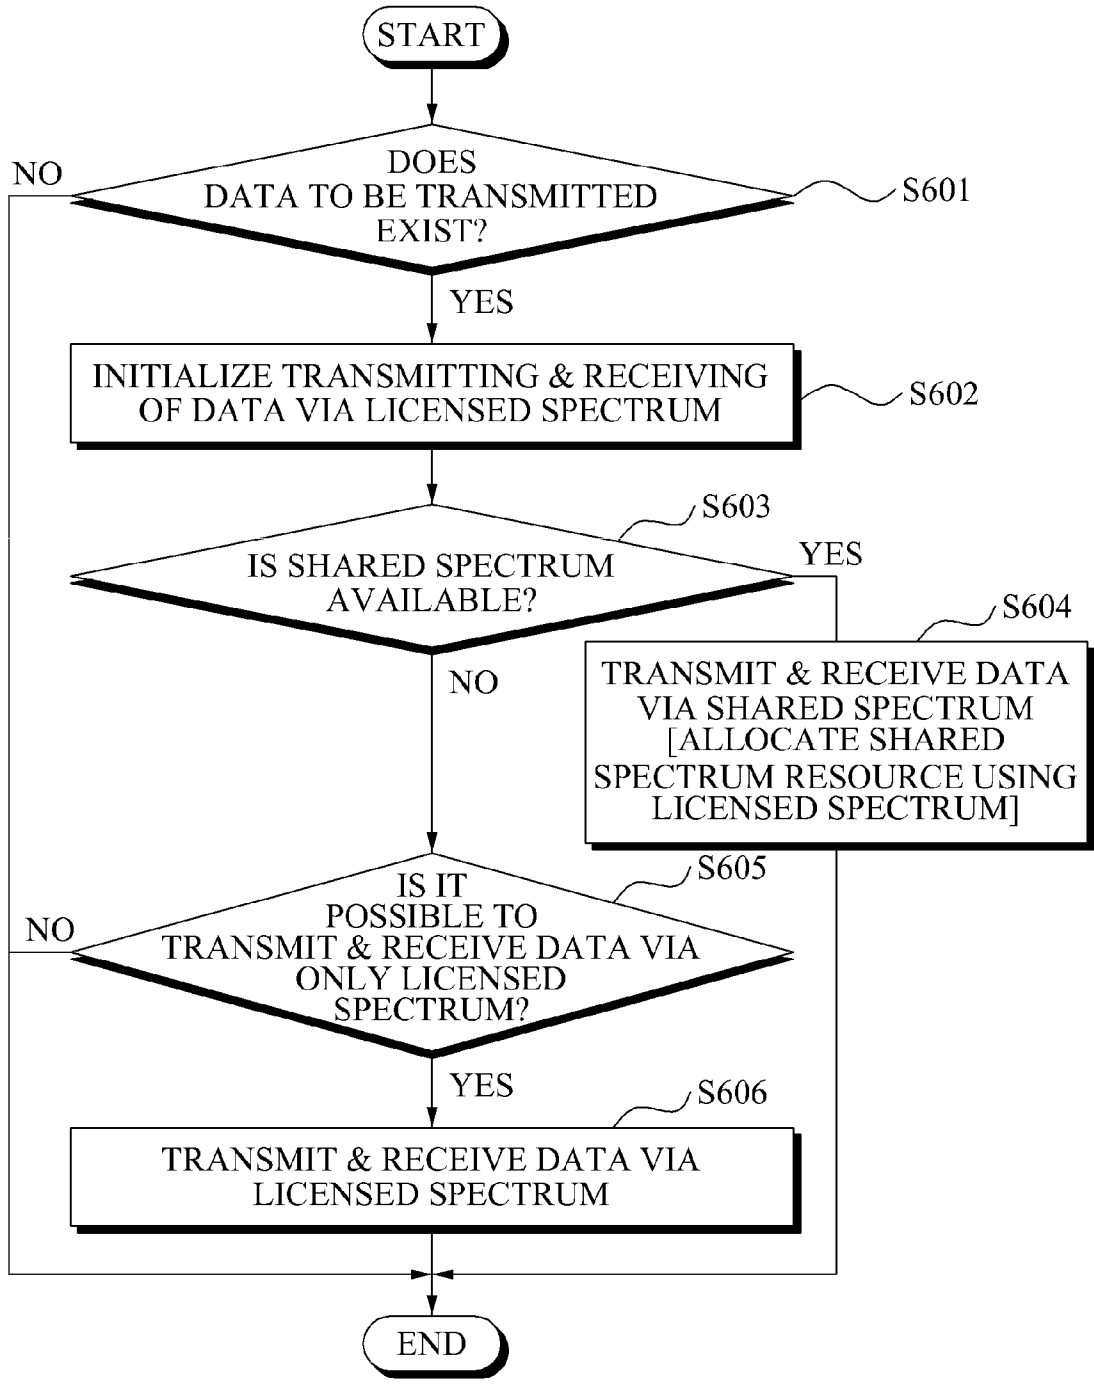 START
NO
DOES
DATA TO BE TRANSMITTED
EXIST?
S601
YES
INITIALIZE TRANSMITTING & RECEIVING
OF DATA VIA LICENSED SPECTRUM
S602
S603
IS SHARED SPECTRUM
AVAILABLE?
YES
NO
S604
TRANSMIT & RECEIVE DATA
VIA SHARED SPECTRUM
[ALLOCATE SHARED
SPECTRUM RESOURCE USING
LICENSED SPECTRUM]
S605
IS IT
POSSIBLE TO
TRANSMIT & RECEIVE DATA VIA
ONLY LICENSED
SPECTRUM?
NO
YES
S606
TRANSMIT & RECEIVE DATA VIA
LICENSED SPECTRUM
END